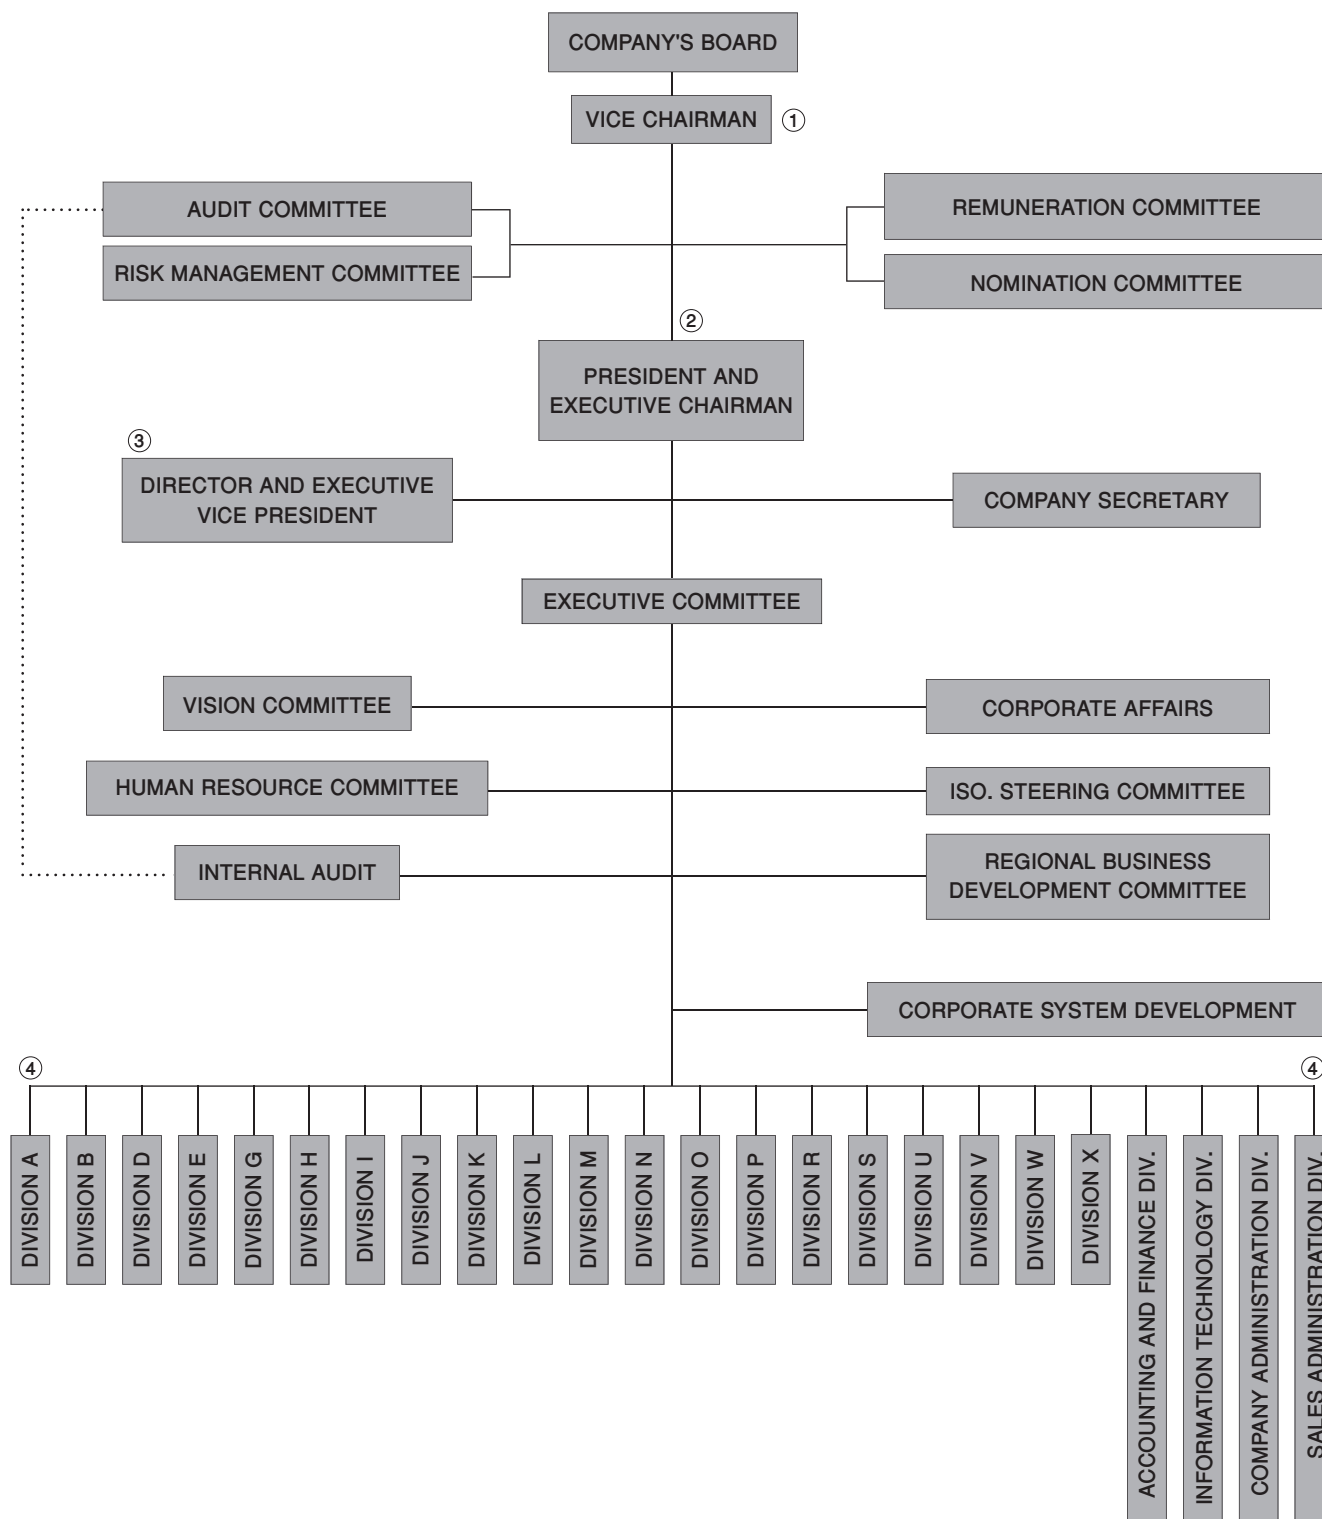 COMPANY'S BOARD
VICE CHAIRMAN
1
AUDIT COMMITTEE
REMUNERATION COMMITTEE
RISK MANAGEMENT COMMITTEE
NOMINATION COMMITTEE
2
PRESIDENT AND
EXECUTIVE CHAIRMAN
3
DIRECTOR AND EXECUTIVE
VICE PRESIDENT
COMPANY SECRETARY
EXECUTIVE COMMITTEE
VISION COMMITTEE
CORPORATE AFFAIRS
HUMAN RESOURCE COMMITTEE
ISO. STEERING COMMITTEE
INTERNAL AUDIT
REGIONAL BUSINESS
DEVELOPMENT COMMITTEE
CORPORATE SYSTEM DEVELOPMENT
4
4
DIVISION A
DIVISION B
DIVISION D
DIVISION E
DIVISION G
DIVISION H
DIVISION I
DIVISION J
DIVISION K
DIVISION L
DIVISION M
DIVISION N
DIVISION O
DIVISION P
DIVISION R
DIVISION S
DIVISION U
DIVISION V
DIVISION W
DIVISION X
ACCOUNTING AND FINANCE DIV.
INFORMATION TECHNOLOGY DIV.
COMPANY ADMINISTRATION DIV.
SALES ADMINISTRATION DIV.